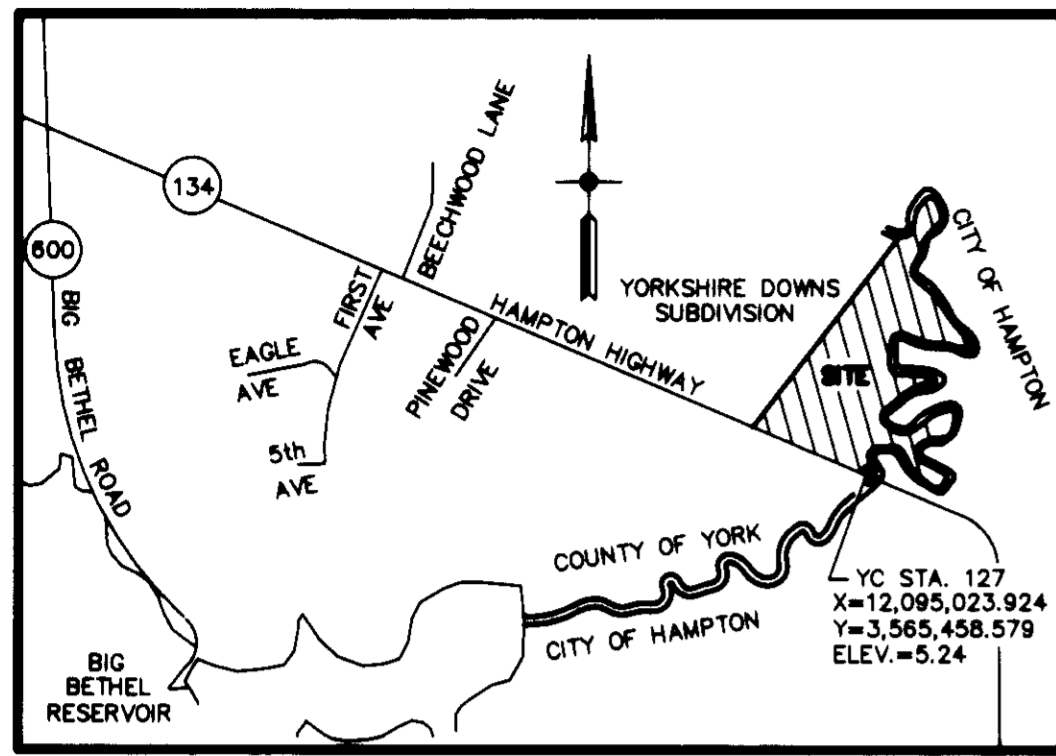 BEECHWOOD LANE
134
600
BIG BETHEL ROAD
FIRST
AVE
EAGLE
AVE
5th
AVE
PINEWOOD
DRIVE
HAMPTON HIGHWAY
YORKSHIRE DOWNS
SUBDIVISION
CITY OF HAMPTON
SITE
COUNTY OF YORK
CITY OF HAMPTON
YC STA. 127
X=12,095,023.924
Y=3,565,458.579
ELEV.=5.24
BIG
BETHEL
RESERVOIR